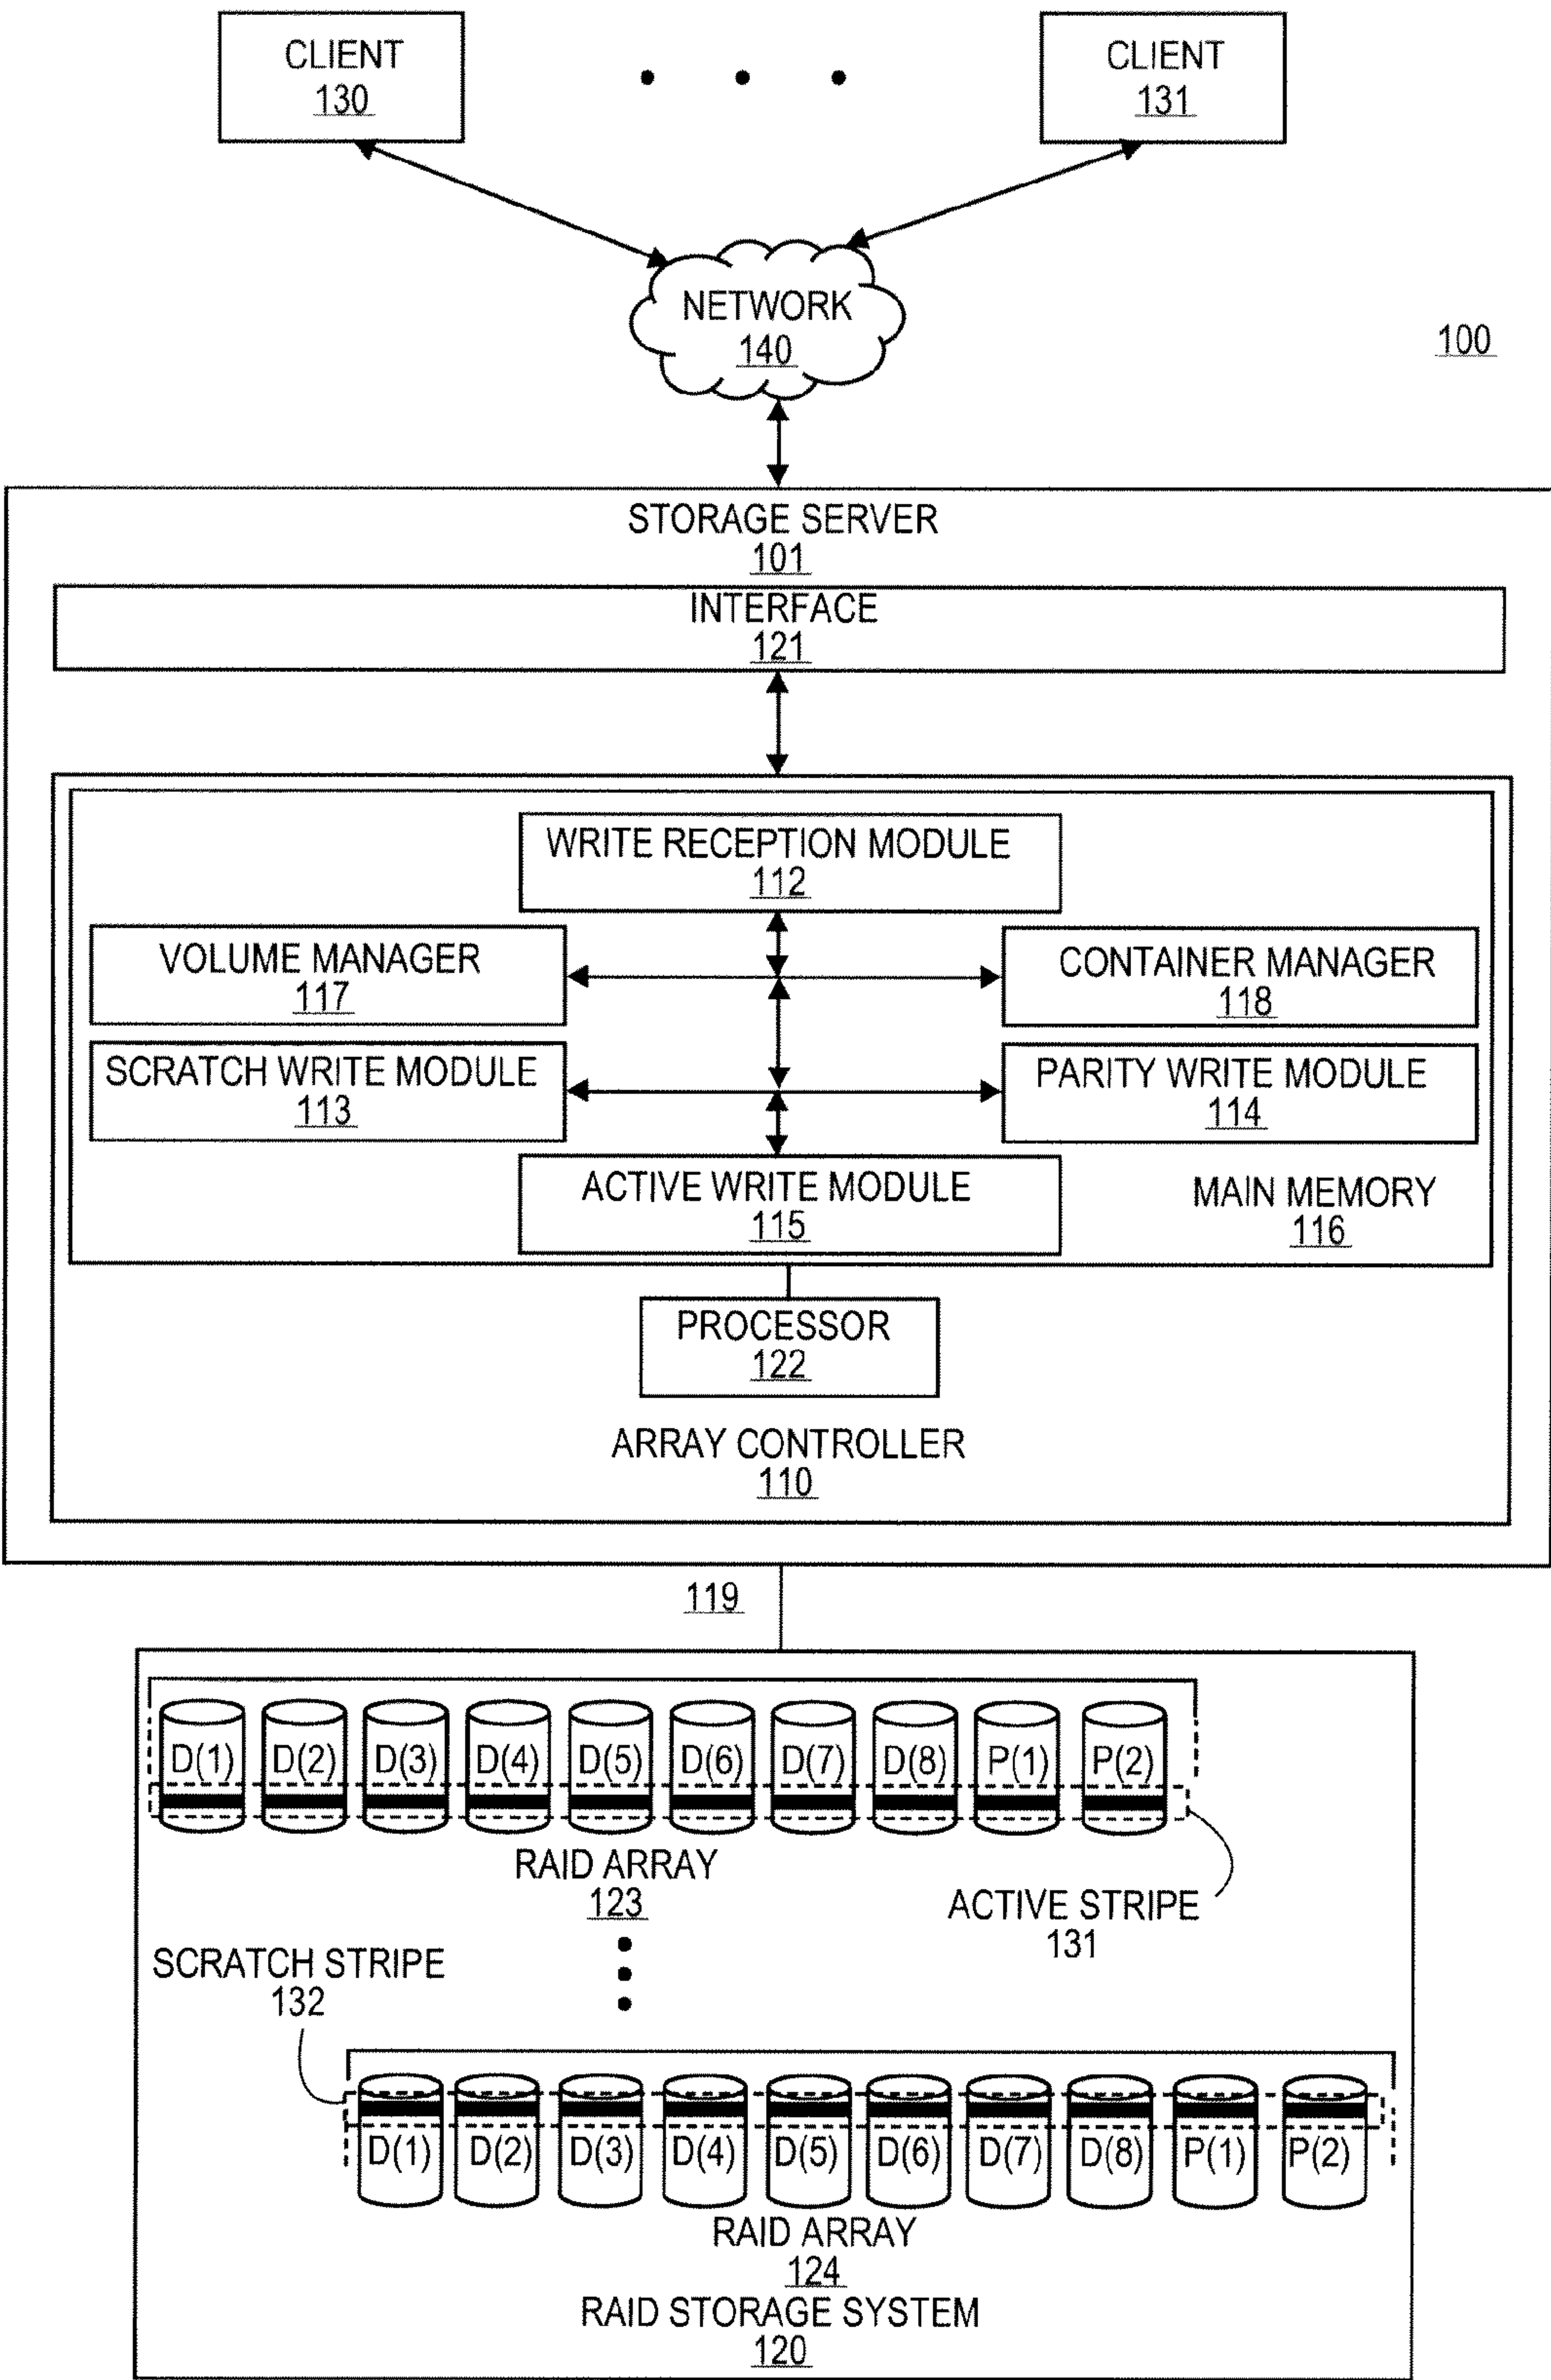 CLIENT
130
CLIENT
131
NETWORK
140
100
STORAGE SERVER
101
INTERFACE
121
WRITE RECEPTION MODULE
112
VOLUME MANAGER
117
CONTAINER MANAGER
118
SCRATCH WRITE MODULE
113
PARITY WRITE MODULE
114
ACTIVE WRITE MODULE
115
MAIN MEMORY
116
PROCESSOR
122
ARRAY CONTROLLER
110
119
D(1) D(2) D(3) D(4) D(5) D(6) D(7) D(8) P(1) P(2)
RAID ARRAY
123
ACTIVE STRIPE
131
SCRATCH STRIPE
132
D(1) D(2) D(3) D(4) D(5) D(6) D(7) D(8) P(1) P(2)
RAID ARRAY
124
RAID STORAGE SYSTEM
120